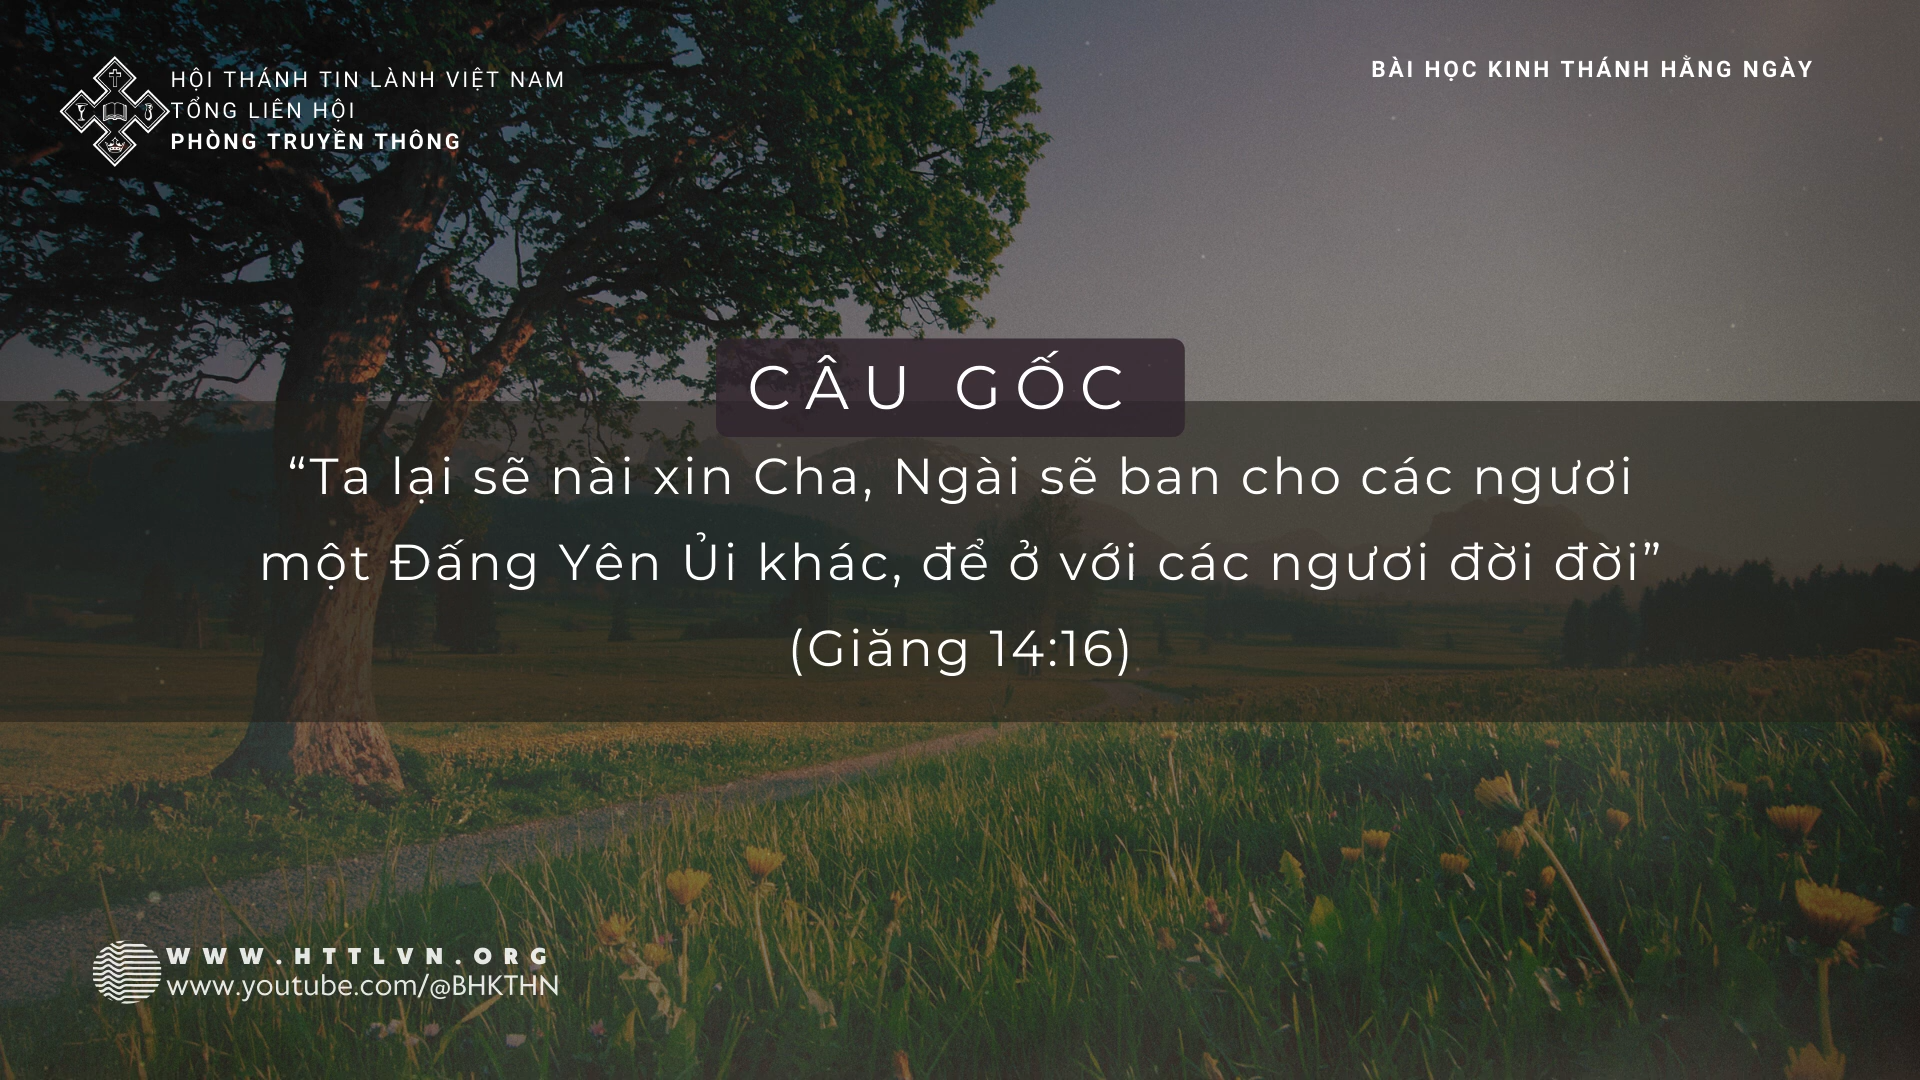 HỘI THÁNH TIN LÀNH VIỆT NAM
TỔNG LIÊN HỘI
PHÒNG TRUYỀN THÔNG
BÀI HỌC KINH THÁNH HẰNG NGÀY
CÂU GỐC
“Ta lại sẽ nài xin Cha, Ngài sẽ ban cho các ngươi
một Đấng Yên Ủi khác, để ở với các ngươi đời đời”
(Giăng 14:16)
WWW.HTTLVN.ORG
www.youtube.com/@BHKTHN